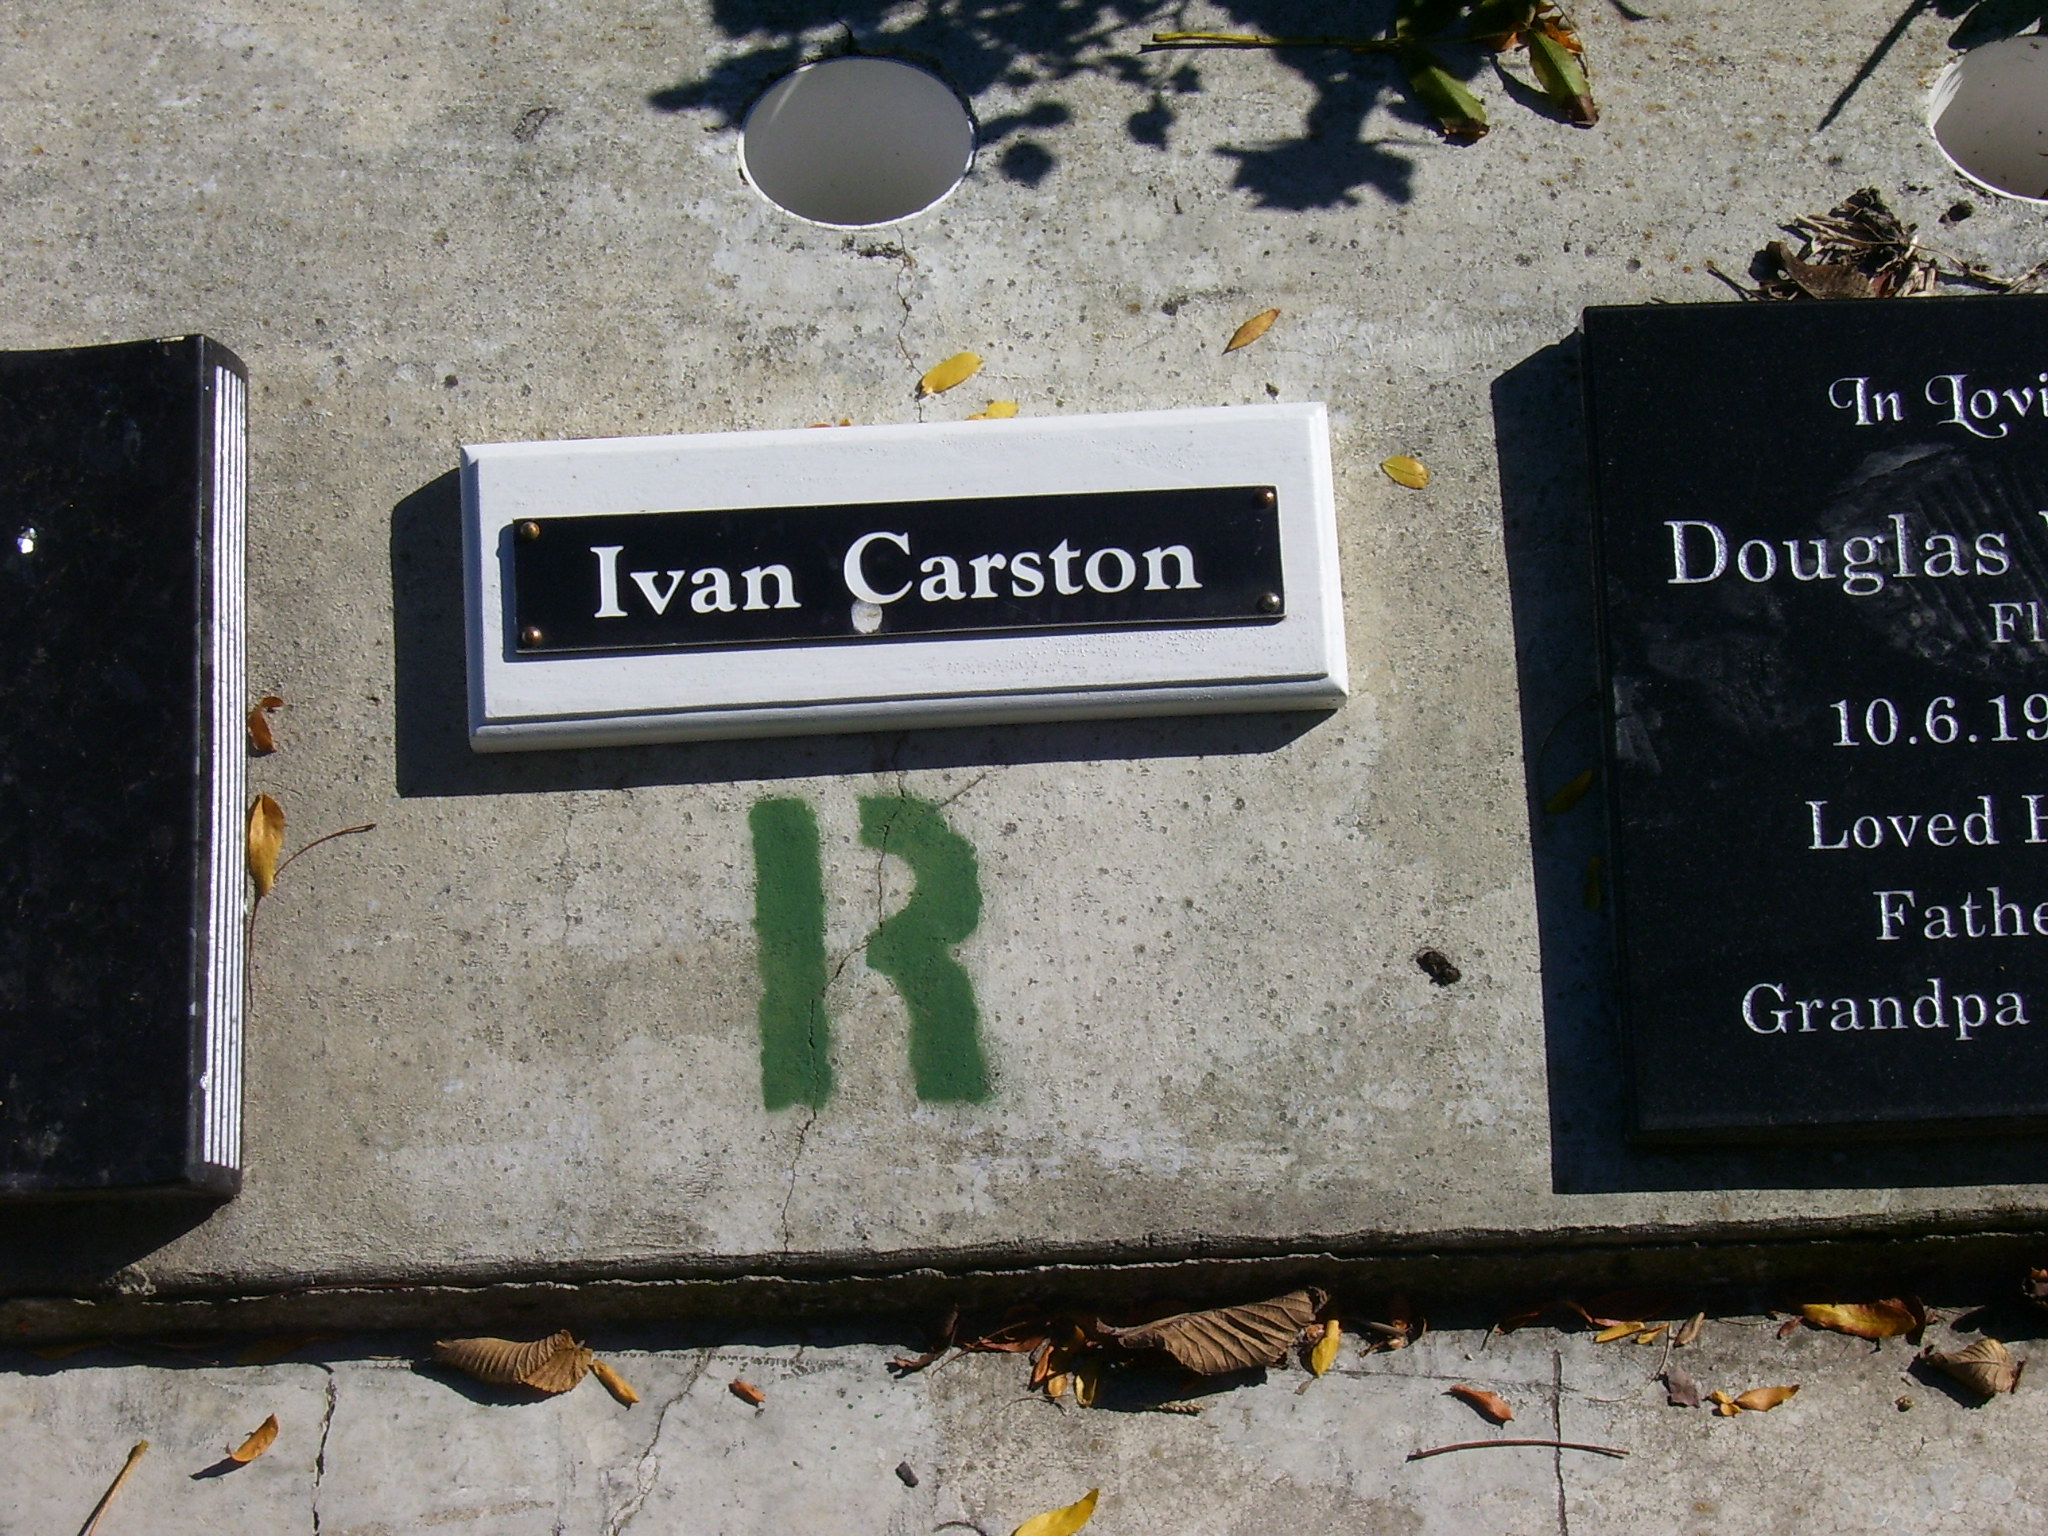 Ivan Carston
R
In Lovi
Douglas
Fl
10.6.19
Loved H
Fathe
Grandpa